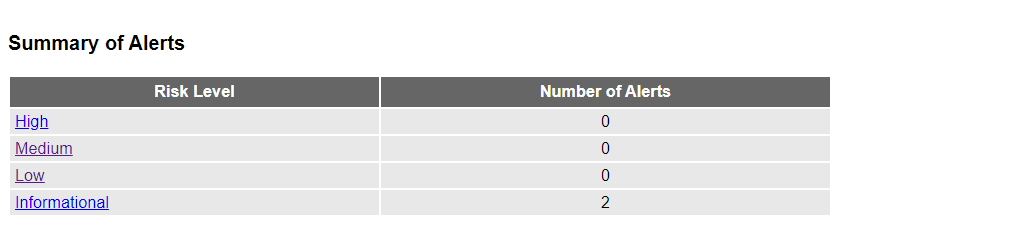 Summary of Alerts
Risk Level Number of Alerts
High 0
Medium 0
Low 0
Informational 2